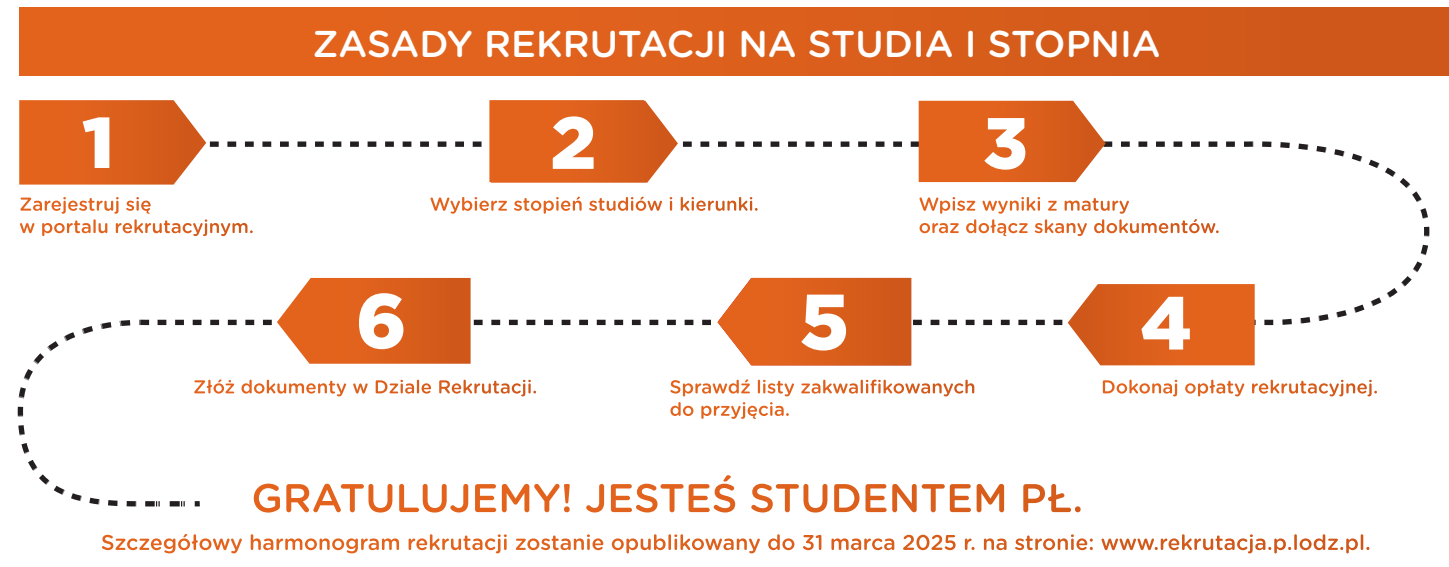 ZASADY REKRUTACJI NA STUDIA I STOPNIA
1
Zarejestruj się
w portalu rekrutacyjnym.
2
Wybierz stopień studiów i kierunki.
3
Wpisz wyniki z matury
oraz dołącz skany dokumentów.
4
Dokonaj opłaty rekrutacyjnej.
5
Sprawdź listy zakwalifikowanych
do przyjęcia.
6
Złóż dokumenty w Dziale Rekrutacji.
GRATULUJEMY! JESTEŚ STUDENTEM PŁ.
Szczegółowy harmonogram rekrutacji zostanie opublikowany do 31 marca 2025 r. na stronie: www.rekrutacja.p.lodz.pl.